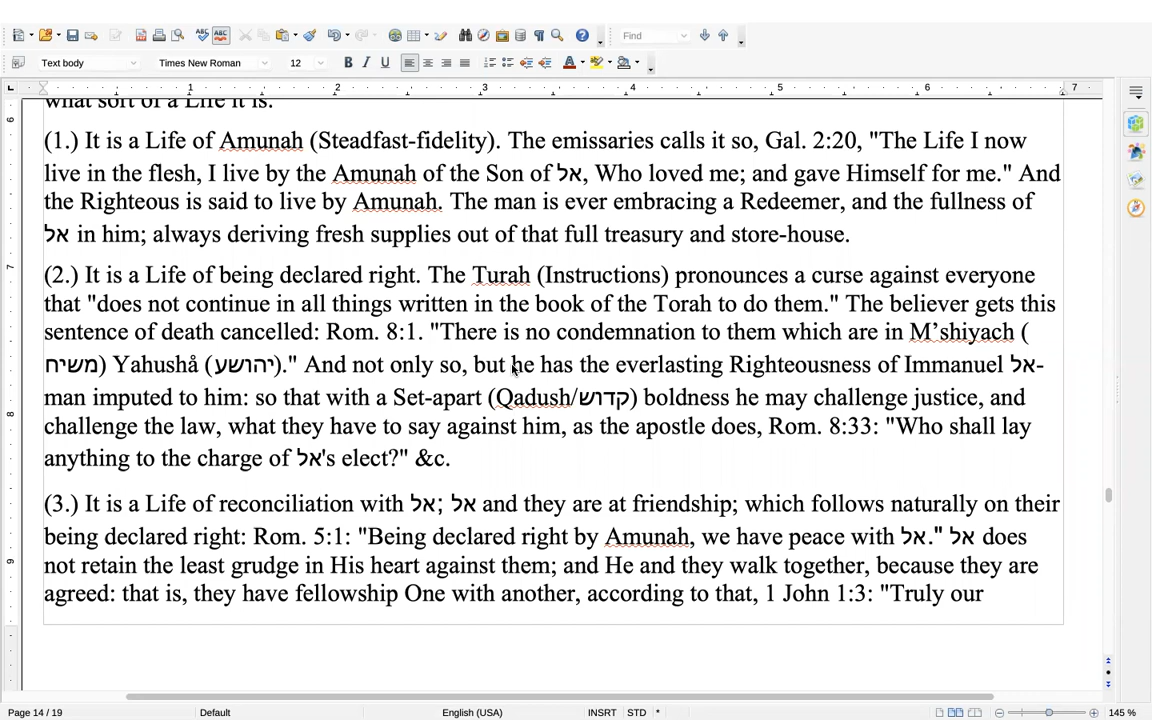 Find
Text body
Times New Roman
12
1 2 3 4 5 6 7
what sort of a Life it is.
(1.) It is a Life of Amunah (Steadfast-fidelity). The emissaries calls it so, Gal. 2:20, "The Life I now
live in the flesh, I live by the Amunah of the Son of אל, Who loved me; and gave Himself for me." And
the Righteous is said to live by Amunah. The man is ever embracing a Redeemer, and the fullness of
אל in him; always deriving fresh supplies out of that full treasury and store-house.
(2.) It is a Life of being declared right. The Turah (Instructions) pronounces a curse against everyone
that "does not continue in all things written in the book of the Torah to do them." The believer gets this
sentence of death cancelled: Rom. 8:1. "There is no condemnation to them which are in M’shiyach (
משיח) Yahushå (יהושע)." And not only so, but he has the everlasting Righteousness of Immanuel אל-
man imputed to him: so that with a Set-apart (Qadush/קדוש) boldness he may challenge justice, and
challenge the law, what they have to say against him, as the apostle does, Rom. 8:33: "Who shall lay
anything to the charge of אל's elect?" &c.
(3.) It is a Life of reconciliation with אל; אל and they are at friendship; which follows naturally on their
being declared right: Rom. 5:1: "Being declared right by Amunah, we have peace with אל." אל does
not retain the least grudge in His heart against them; and He and they walk together, because they are
agreed: that is, they have fellowship One with another, according to that, 1 John 1:3: "Truly our
6
7
8
9
Page 14 / 19
Default
English (USA)
INSRT
STD
*
145 %